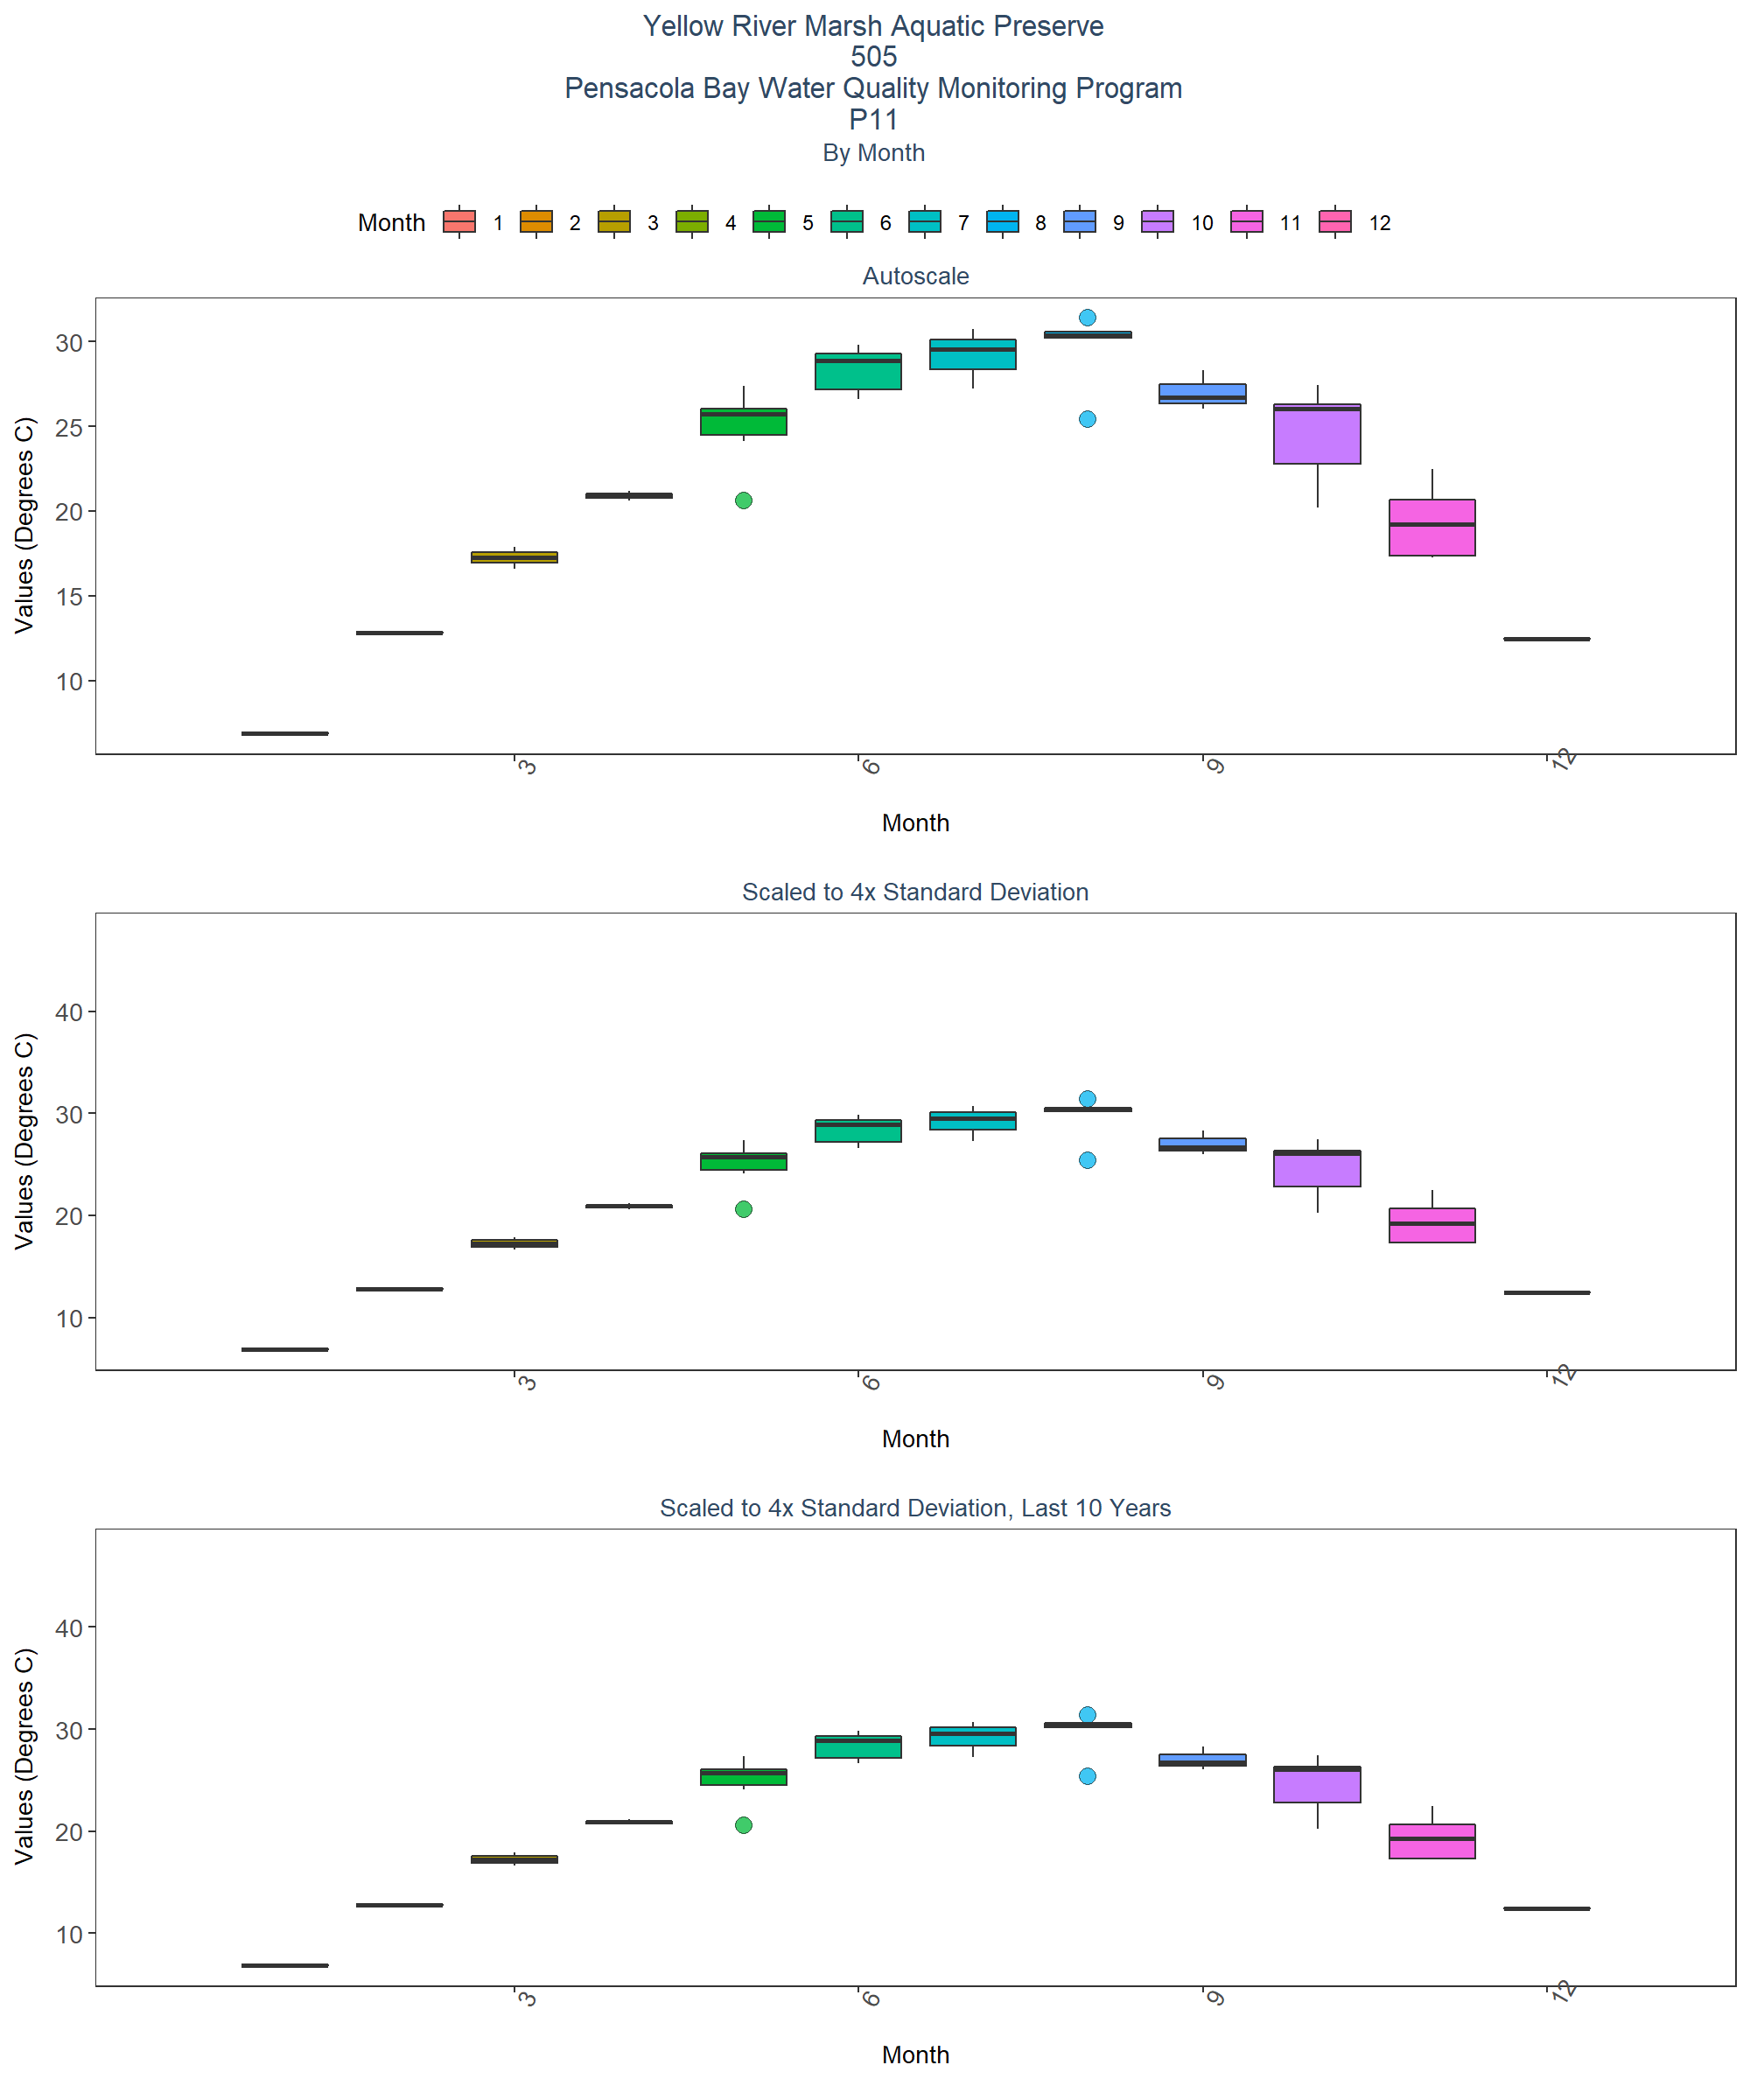 Yellow River Marsh Aquatic Preserve
505
Pensacola Bay Water Quality Monitoring Program
P11
By Month
Month 1 2 3 4 5 6 7 8 9 10 11 12
Autoscale
Values (Degrees C)
30
25
20
15
10
3 6 9 12
Month
Scaled to 4x Standard Deviation
Values (Degrees C)
40
30
20
10
3 6 9 12
Month
Scaled to 4x Standard Deviation, Last 10 Years
Values (Degrees C)
40
30
20
10
3 6 9 12
Month